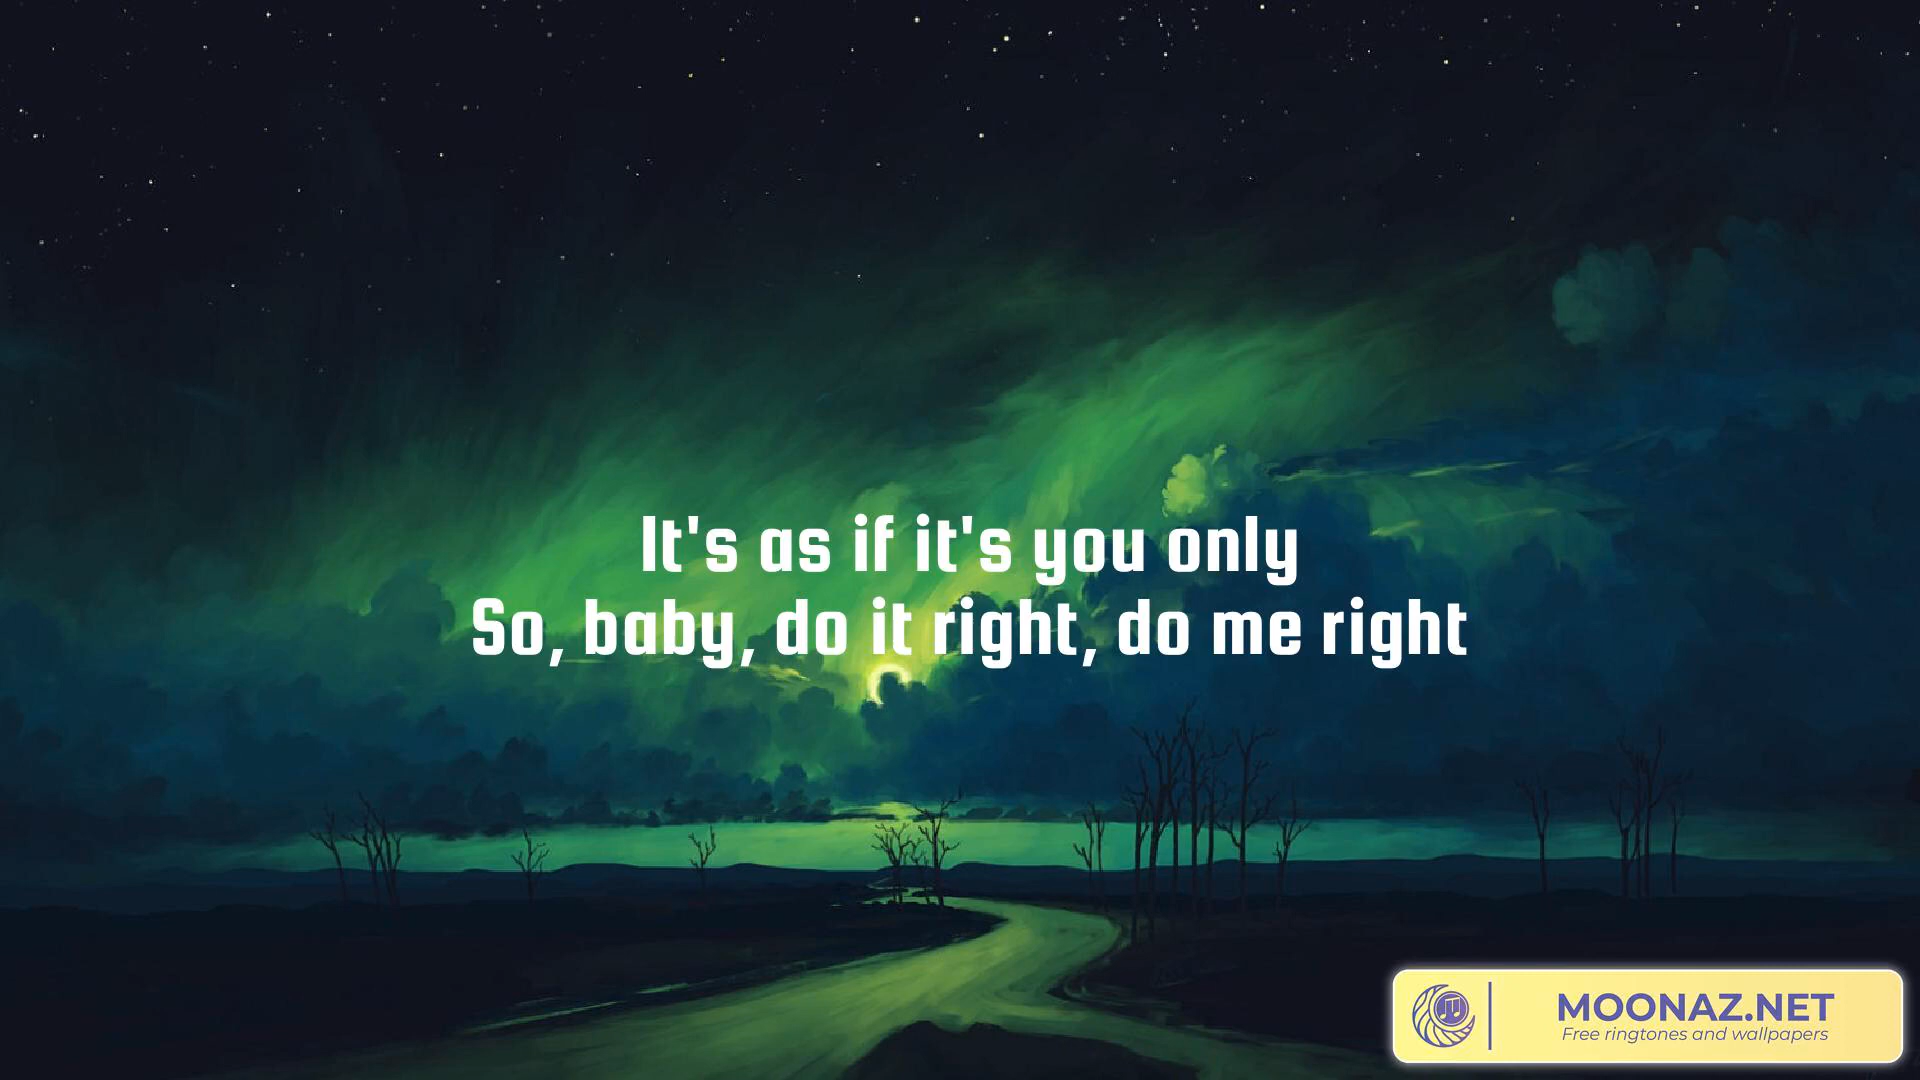 It's as if it's you only
So, baby, do it right, do me right
MOONAZ.NET
Free ringtones and wallpapers